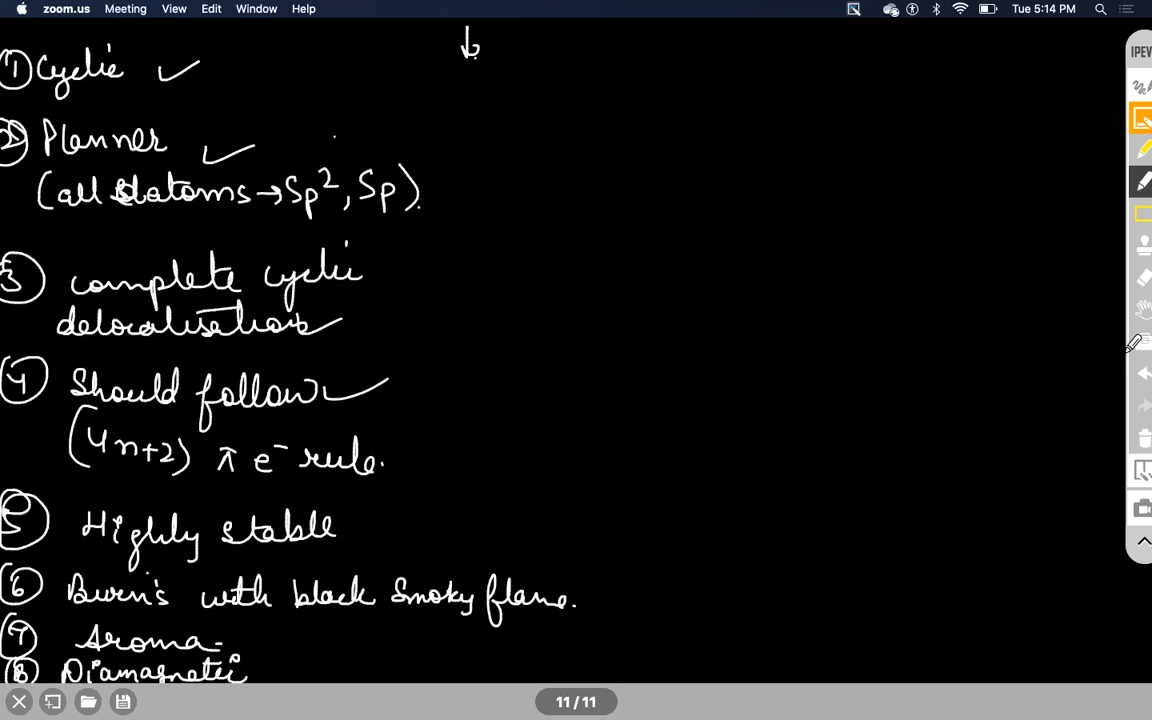 zoom.us Meeting View Edit Window Help Tue 5:14 PM
IPEV
① Cyclic ✓
② Planner ✓
(all atoms → Sp², Sp).
③ complete cyclic
delocalisation ✓
④ Should follow ✓
(4n+2) π e⁻ rule.
⑤ Highly stable
⑥ Burn's with black Smoky flame.
⑦ Aroma-
⑧ Diamagnetic
11 / 11